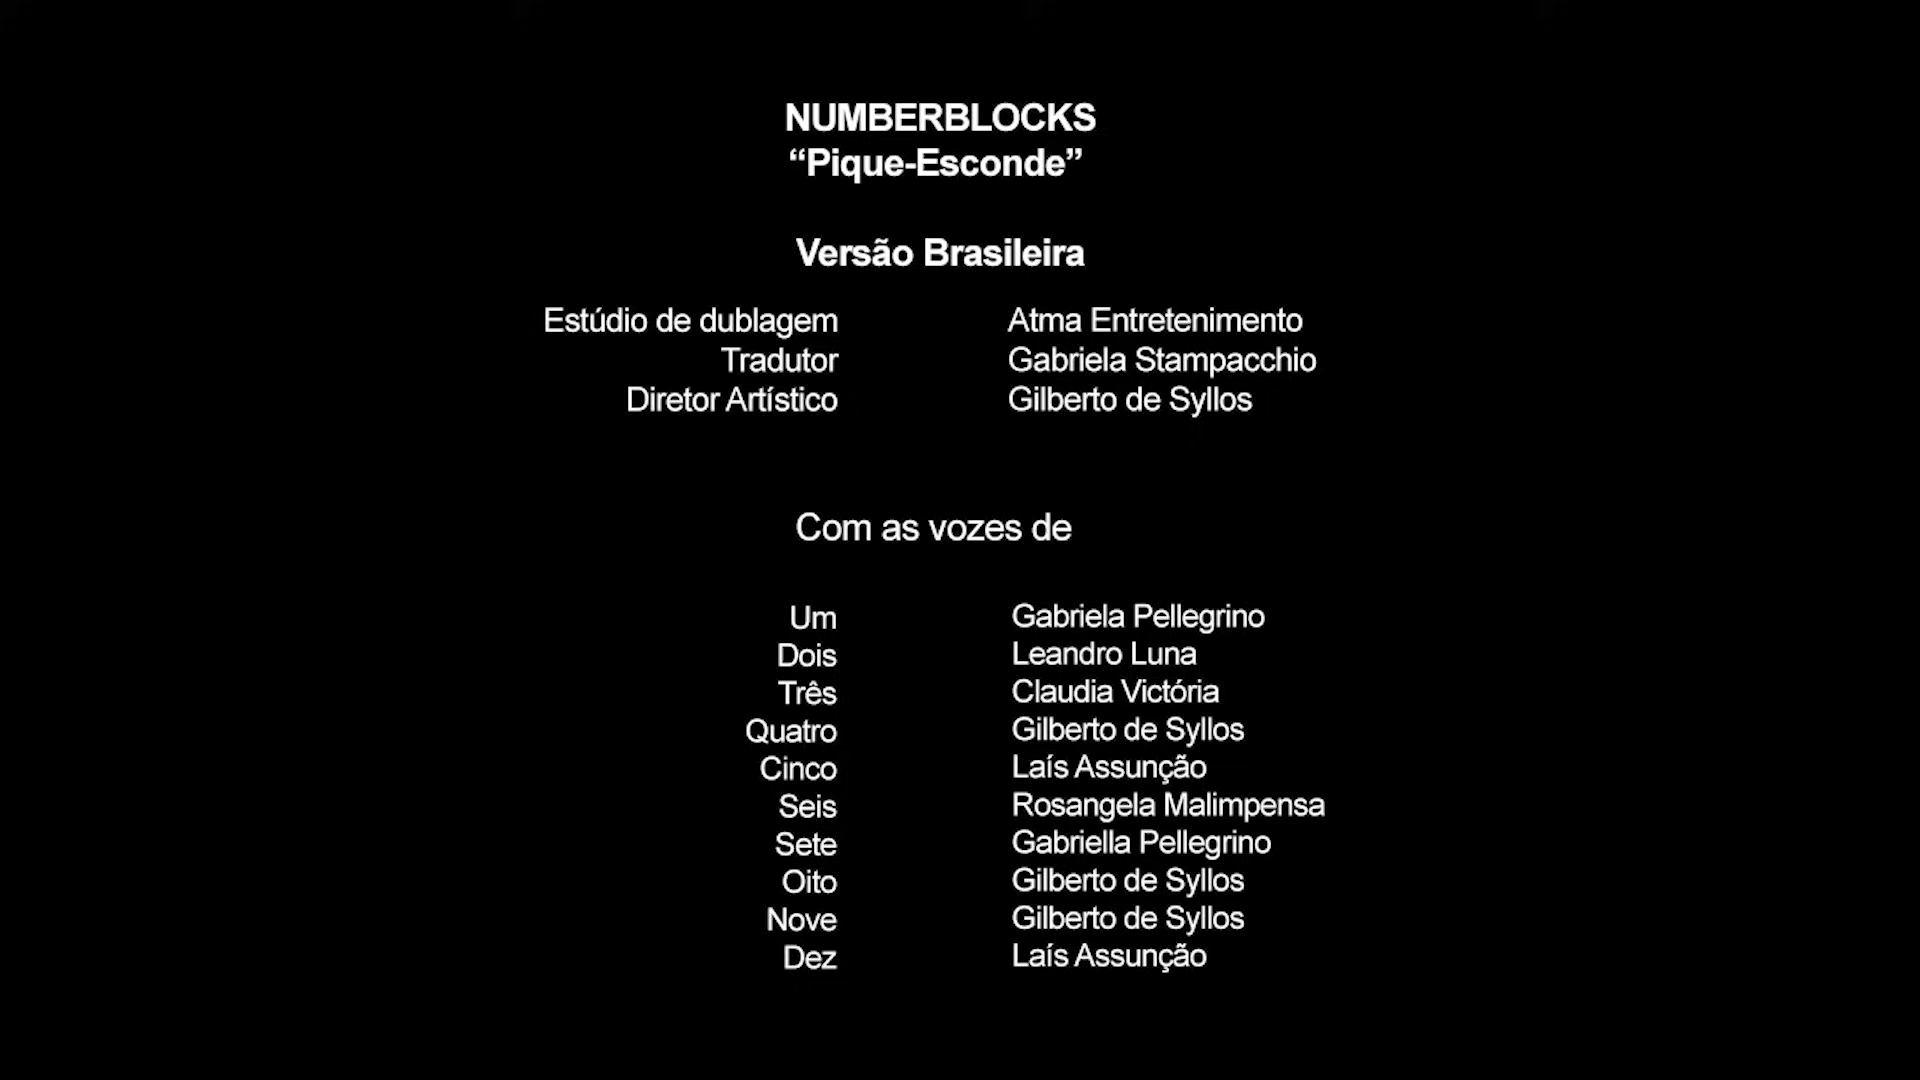 NUMBERBLOCKS
“Pique-Esconde”
Versão Brasileira
Estúdio de dublagem Atma Entretenimento
Tradutor Gabriela Stampacchio
Diretor Artístico Gilberto de Syllos
Com as vozes de
Um Gabriela Pellegrino
Dois Leandro Luna
Três Claudia Victória
Quatro Gilberto de Syllos
Cinco Laís Assunção
Seis Rosangela Malimpensa
Sete Gabriella Pellegrino
Oito Gilberto de Syllos
Nove Gilberto de Syllos
Dez Laís Assunção